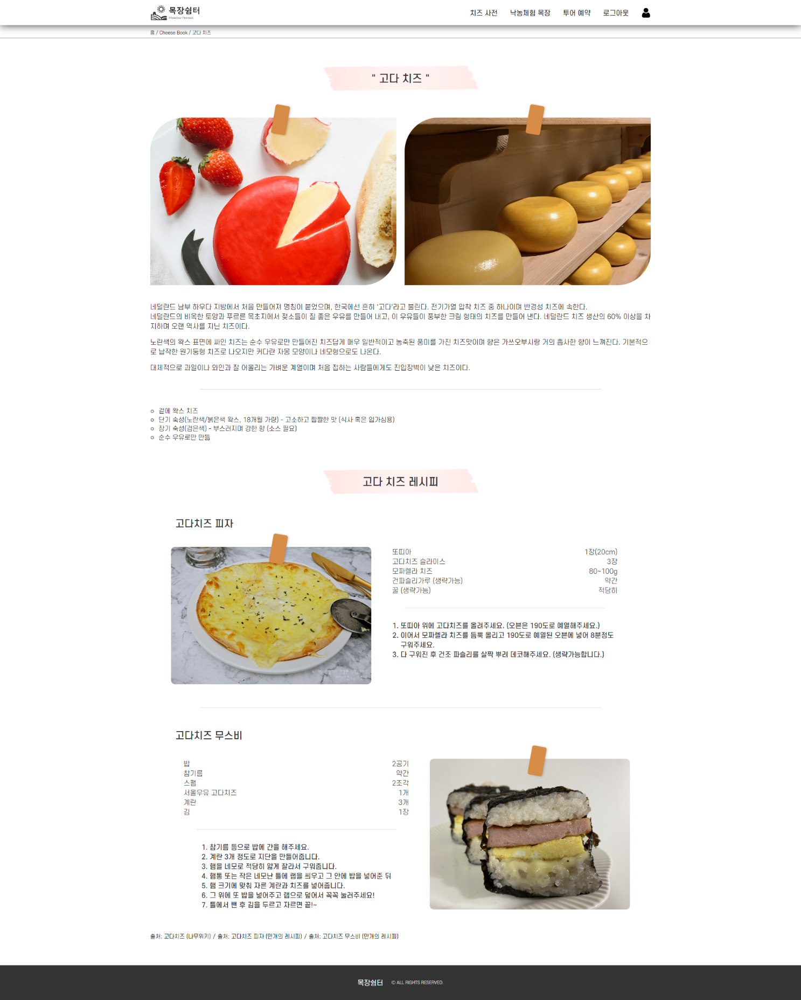 목장쉼터
Meadow Retreat
치즈 사전 낙농체험 목장 투어 예약 로그아웃
홈 / Cheese Book / 고다 치즈
" 고다 치즈 "
네덜란드 남부 하우다 지방에서 처음 만들어져 명칭이 붙었으며, 한국에선 흔히 '고다'라고 불린다. 전기가열 압착 치즈 중 하나이며 반경성 치즈에 속한다.
네덜란드의 비옥한 토양과 푸르른 목초지에서 젖소들이 질 좋은 우유를 만들어 내고, 이 우유들이 풍부한 크림 형태의 치즈를 만들어 낸다. 네덜란드 치즈 생산의 60% 이상을 차
지하며 오랜 역사를 지닌 치즈이다.
노란색의 왁스 표면에 싸인 치즈는 순수 우유로만 만들어진 치즈답게 매우 일반적이고 농축된 풍미를 가진 치즈맛이며 향은 가쓰오부시랑 거의 흡사한 향이 느껴진다. 기본적으
로 납작한 원기둥형 치즈로 나오지만 커다란 자몽 모양이나 네모형으로도 나온다.
대체적으로 과일이나 와인과 잘 어울리는 가벼운 계열이며 처음 접하는 사람들에게도 진입장벽이 낮은 치즈이다.
겉에 왁스 치즈
단기 숙성(노란색/붉은색 왁스, 18개월 가량) - 고소하고 짭짤한 맛 (식사 혹은 입가심용)
장기 숙성(검은색) - 부스러지며 강한 향 (소스 필요)
순수 우유로만 만듦
고다 치즈 레시피
고다치즈 피자
또띠아 1장(20cm)
고다치즈 슬라이스 3장
모짜렐라 치즈 80~100g
건파슬리가루 (생략가능) 약간
꿀 (생략가능) 적당히
1. 또띠아 위에 고다치즈를 올려주세요. (오븐은 190도로 예열해주세요.)
2. 이어서 모짜렐라 치즈를 듬뿍 올리고 190도로 예열된 오븐에 넣어 8분정도
구워주세요.
3. 다 구워진 후 건조 파슬리를 살짝 뿌려 데코해주세요. (생략가능합니다.)
고다치즈 무스비
밥 2공기
참기름 약간
스팸 2조각
서울우유 고다치즈 1개
계란 3개
김 1장
1. 참기름 등으로 밥에 간을 해주세요.
2. 계란 3개 정도로 지단을 만들어줍니다.
3. 햄을 네모로 적당히 얇게 잘라서 구워줍니다.
4. 햄통 또는 작은 네모난 틀에 랩을 씌우고 그 안에 밥을 넣어준 뒤
5. 햄 크기에 맞춰 자른 계란과 치즈를 넣어줍니다.
6. 그 위에 또 밥을 넣어주고 랩으로 덮어서 꼭꼭 눌러주세요!
7. 틀에서 뺀 후 김을 두르고 자르면 끝!~
출처: 고다치즈 (나무위키) / 출처: 고다치즈 피자 (만개의 레시피) / 출처: 고다치즈 무스비 (만개의 레시피)
목장쉼터 © ALL RIGHTS RESERVED.